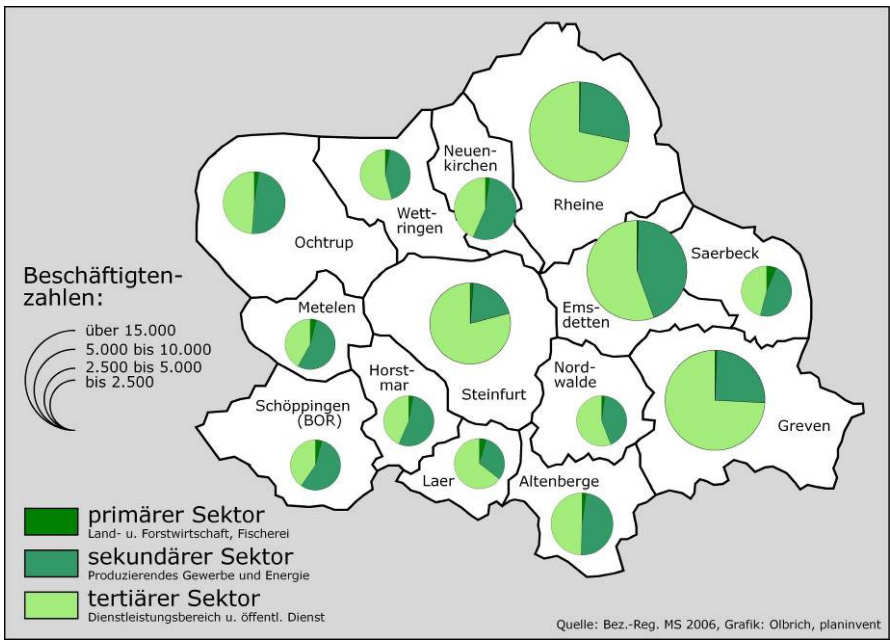 Neuen-
kirchen
Wett-
ringen
Rheine
Ochtrup
Saerbeck
Beschäftigten-
zahlen:
über 15.000
5.000 bis 10.000
2.500 bis 5.000
bis 2.500
Metelen
Ems-
detten
Horst-
mar
Steinfurt
Nord-
walde
Schöppingen
(BOR)
Greven
Laer
Altenberge
primärer Sektor
Land- u. Forstwirtschaft, Fischerei
sekundärer Sektor
Produzierendes Gewerbe und Energie
tertiärer Sektor
Dienstleistungsbereich u. öffentl. Dienst
Quelle: Bez.-Reg. MS 2006, Grafik: Olbrich, planinvent